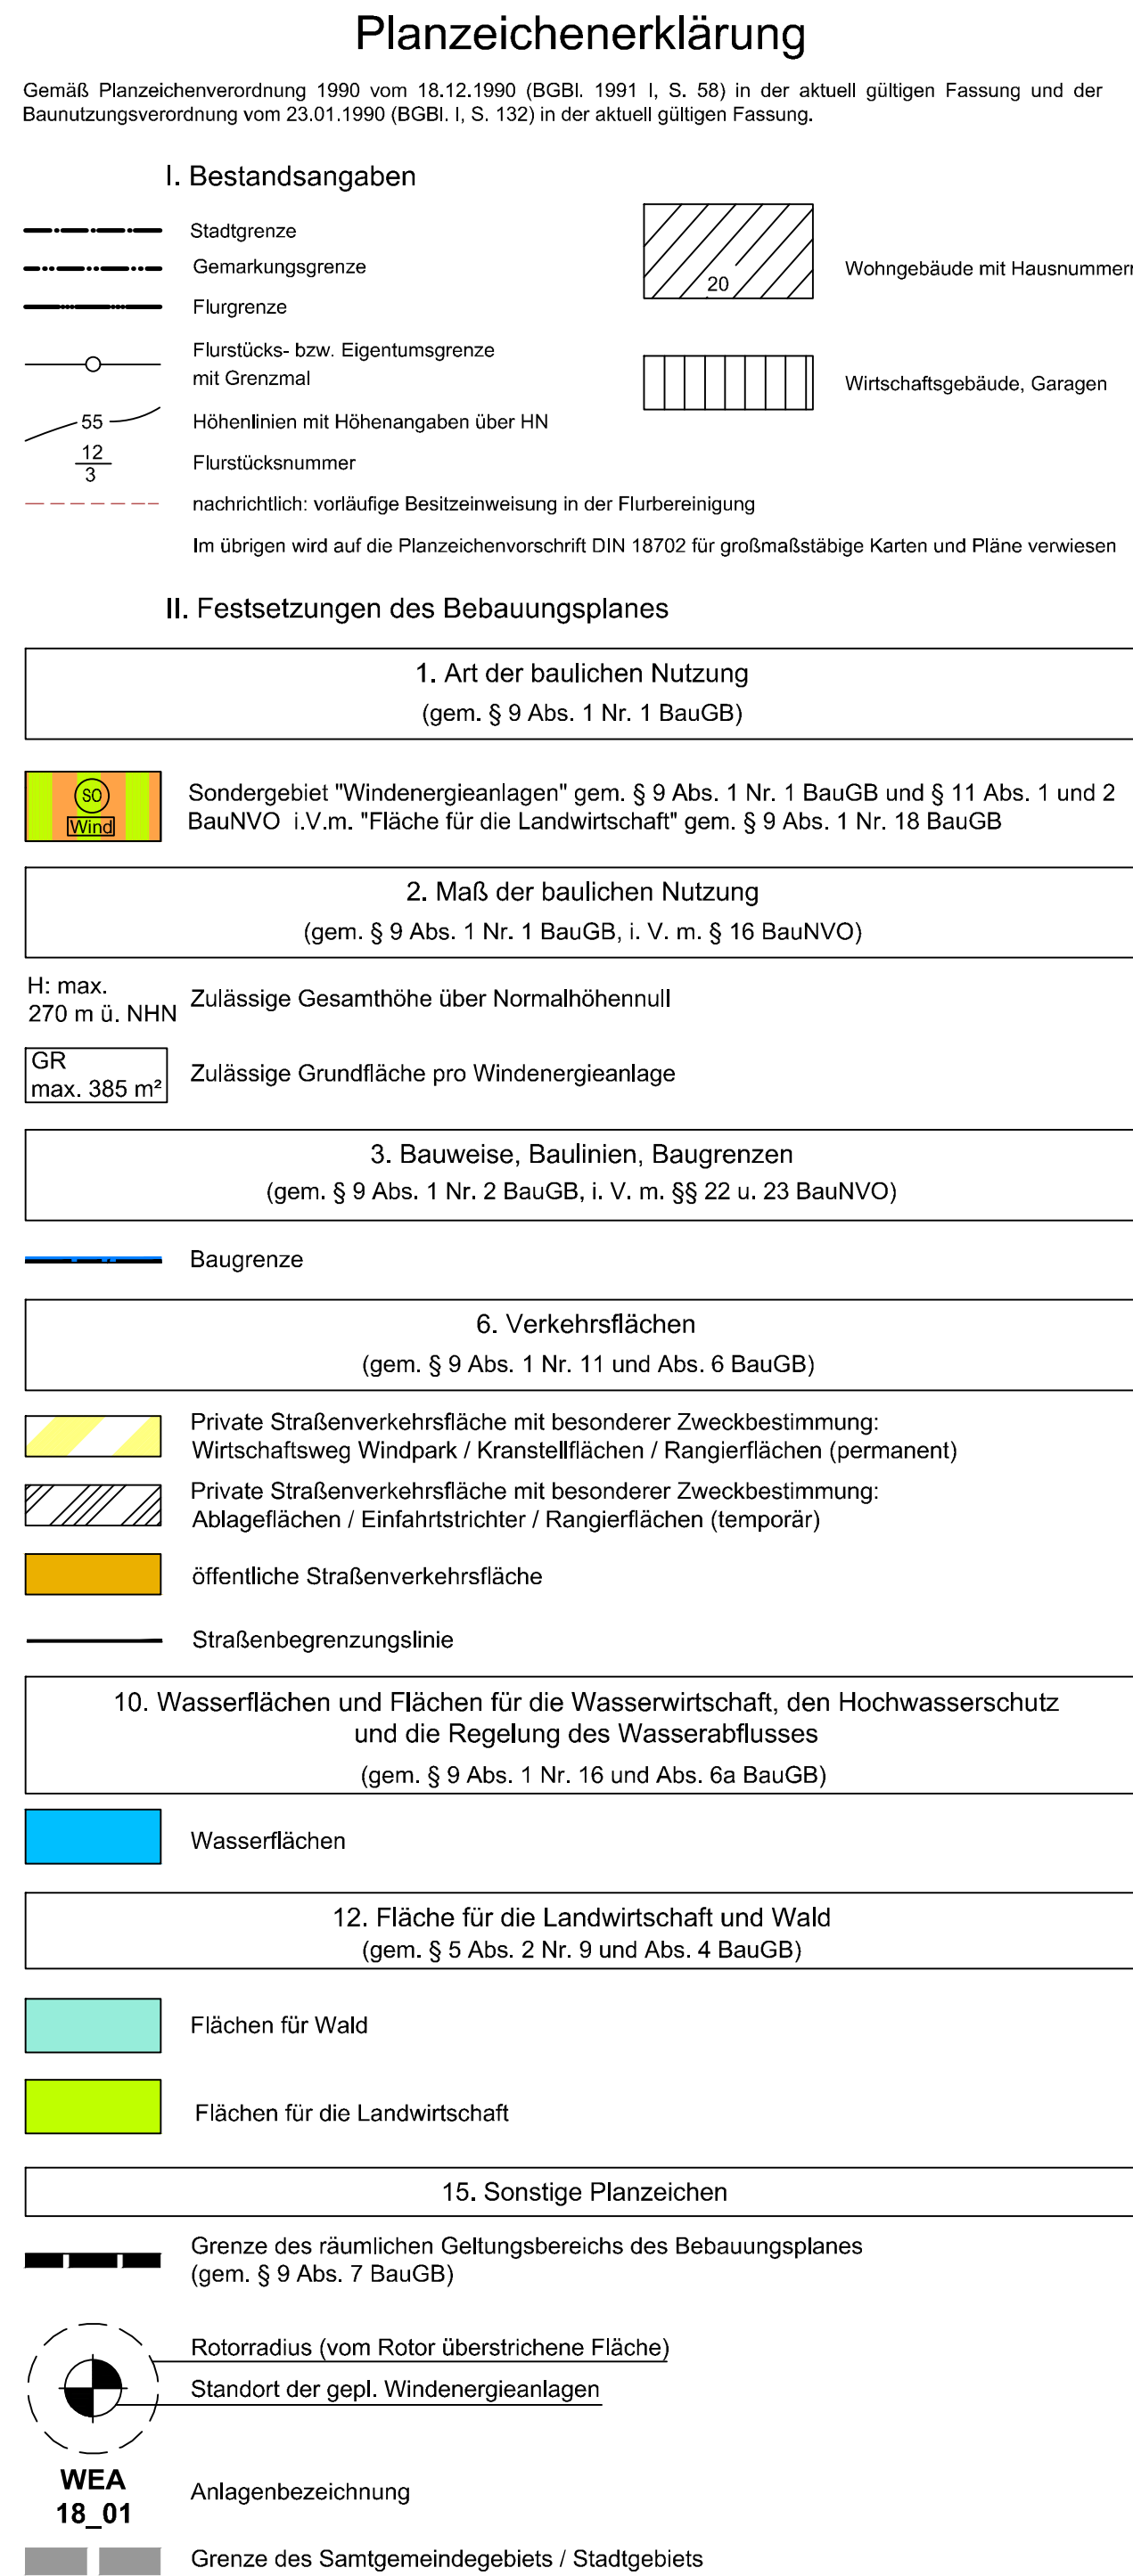 Planzeichenerklärung
Gemäß Planzeichenverordnung 1990 vom 18.12.1990 (BGBl. 1991 I, S. 58) in der aktuell gültigen Fassung und der
Baunutzungsverordnung vom 23.01.1990 (BGBl. I, S. 132) in der aktuell gültigen Fassung.
I. Bestandsangaben
Stadtgrenze
Gemarkungsgrenze
Flurgrenze
Flurstücks- bzw. Eigentumsgrenze
mit Grenzmal
55
Höhenlinien mit Höhenangaben über HN
12
3
Flurstücksnummer
nachrichtlich: vorläufige Besitzeinweisung in der Flurbereinigung
20
Wohngebäude mit Hausnummern
Wirtschaftsgebäude, Garagen
Im übrigen wird auf die Planzeichenvorschrift DIN 18702 für großmaßstäbige Karten und Pläne verwiesen
II. Festsetzungen des Bebauungsplanes
1. Art der baulichen Nutzung
(gem. § 9 Abs. 1 Nr. 1 BauGB)
SO
Wind
Sondergebiet "Windenergieanlagen" gem. § 9 Abs. 1 Nr. 1 BauGB und § 11 Abs. 1 und 2
BauNVO i.V.m. "Fläche für die Landwirtschaft" gem. § 9 Abs. 1 Nr. 18 BauGB
2. Maß der baulichen Nutzung
(gem. § 9 Abs. 1 Nr. 1 BauGB, i. V. m. § 16 BauNVO)
H: max.
270 m ü. NHN
Zulässige Gesamthöhe über Normalhöhennull
GR
max. 385 m²
Zulässige Grundfläche pro Windenergieanlage
3. Bauweise, Baulinien, Baugrenzen
(gem. § 9 Abs. 1 Nr. 2 BauGB, i. V. m. §§ 22 u. 23 BauNVO)
Baugrenze
6. Verkehrsflächen
(gem. § 9 Abs. 1 Nr. 11 und Abs. 6 BauGB)
Private Straßenverkehrsfläche mit besonderer Zweckbestimmung:
Wirtschaftsweg Windpark / Kranstellflächen / Rangierflächen (permanent)
Private Straßenverkehrsfläche mit besonderer Zweckbestimmung:
Ablageflächen / Einfahrtstrichter / Rangierflächen (temporär)
öffentliche Straßenverkehrsfläche
Straßenbegrenzungslinie
10. Wasserflächen und Flächen für die Wasserwirtschaft, den Hochwasserschutz
und die Regelung des Wasserabflusses
(gem. § 9 Abs. 1 Nr. 16 und Abs. 6a BauGB)
Wasserflächen
12. Fläche für die Landwirtschaft und Wald
(gem. § 5 Abs. 2 Nr. 9 und Abs. 4 BauGB)
Flächen für Wald
Flächen für die Landwirtschaft
15. Sonstige Planzeichen
Grenze des räumlichen Geltungsbereichs des Bebauungsplanes
(gem. § 9 Abs. 7 BauGB)
Rotorradius (vom Rotor überstrichene Fläche)
Standort der gepl. Windenergieanlagen
WEA
18_01
Anlagenbezeichnung
Grenze des Samtgemeindegebiets / Stadtgebiets